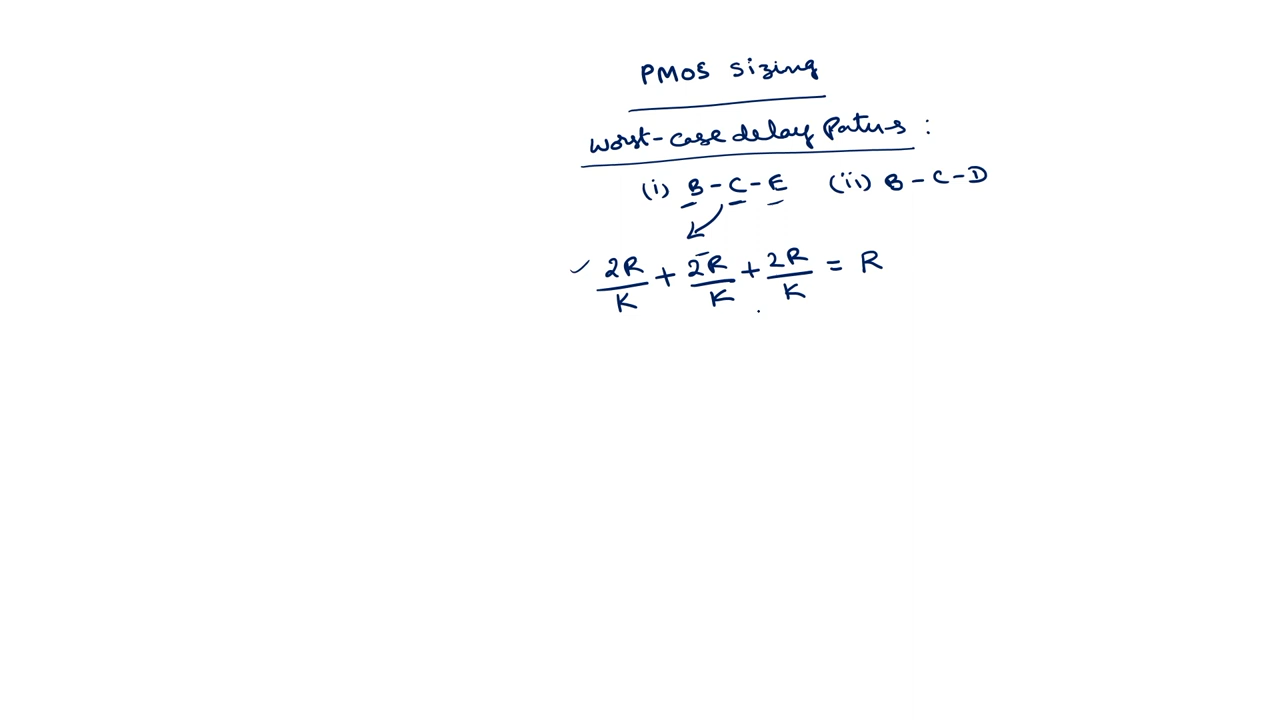 PMOS sizing
Worst-case delay Paths :
(i) B - C - E (ii) B - C - D
✓ 2R/K + 2R/K + 2R/K = R